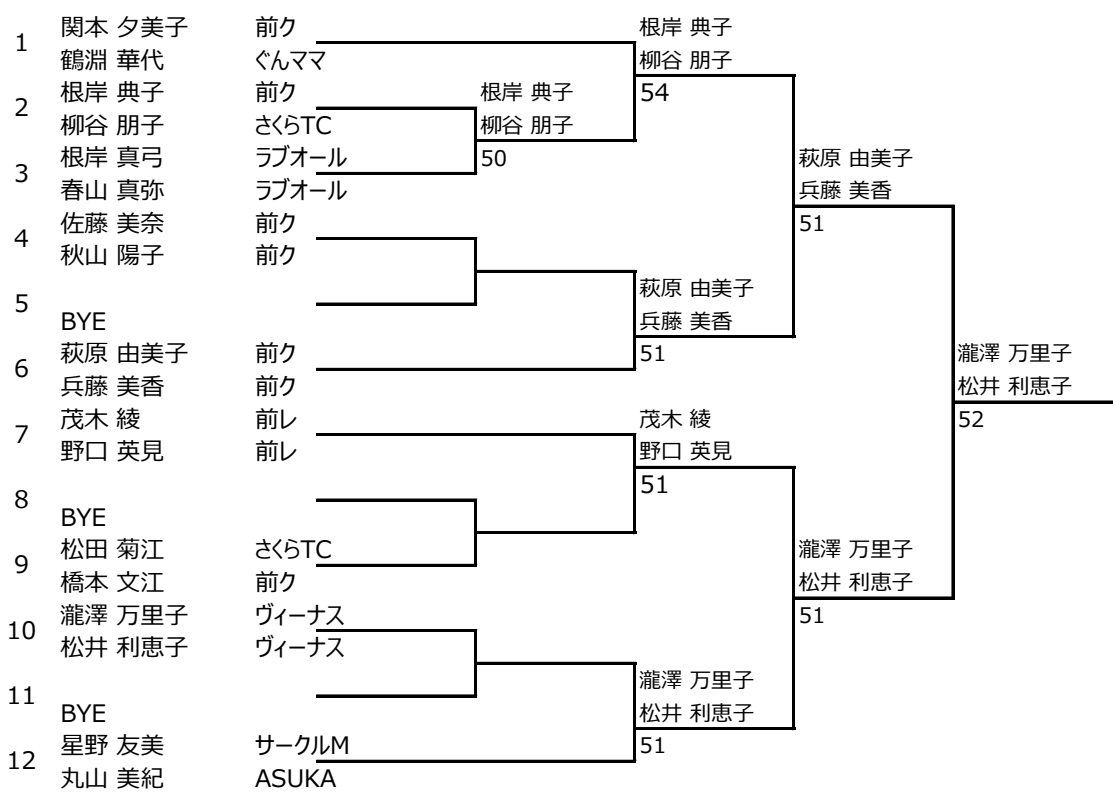 1 関本 夕美子 前ク 根岸 典子
鶴淵 華代 ぐんママ 柳谷 朋子
2 根岸 典子 前ク 根岸 典子 54
柳谷 朋子 さくらTC 柳谷 朋子
3 根岸 真弓 ラブオール 50 萩原 由美子
春山 真弥 ラブオール 兵藤 美香
4 佐藤 美奈 前ク 51
秋山 陽子 前ク
5 萩原 由美子
BYE 兵藤 美香
6 萩原 由美子 前ク 51 瀧澤 万里子
兵藤 美香 前ク 松井 利恵子
7 茂木 綾 前レ 茂木 綾 52
野口 英見 前レ 野口 英見
8 51
BYE
9 松田 菊江 さくらTC 瀧澤 万里子
橋本 文江 前ク 松井 利恵子
10 瀧澤 万里子 ヴィーナス 51
松井 利恵子 ヴィーナス
11 瀧澤 万里子
BYE 松井 利恵子
12 星野 友美 サークルM 51
丸山 美紀 ASUKA